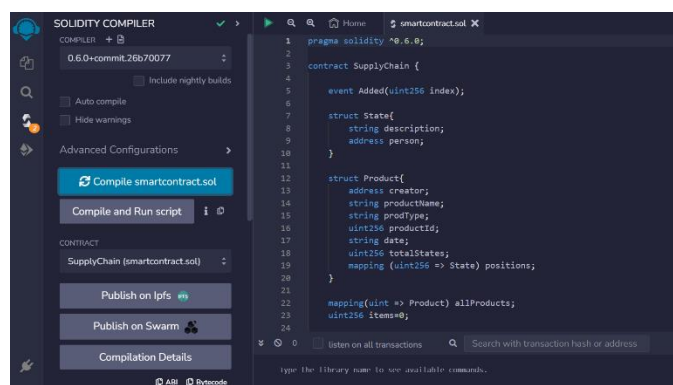 SOLIDITY COMPILER
COMPILER
0.6.0+commit.26b70077
Include nightly builds
Auto compile
Hide warnings
Advanced Configurations
Compile smartcontract.sol
Compile and Run script
CONTRACT
SupplyChain (smartcontract.sol)
Publish on Ipfs
Publish on Swarm
Compilation Details
ABI Bytecode
Home smartcontract.sol
1 pragma solidity ^0.6.0;
2
3 contract SupplyChain {
4
5 event Added(uint256 index);
6
7 struct State{
8 string description;
9 address person;
10 }
11
12 struct Product{
13 address creator;
14 string productName;
15 string prodType;
16 uint256 productId;
17 string date;
18 uint256 totalStates;
19 mapping (uint256 => State) positions;
20 }
21
22 mapping(uint => Product) allProducts;
23 uint256 items=0;
24
0 listen on all transactions Search with transaction hash or address
Type the library name to see available commands.